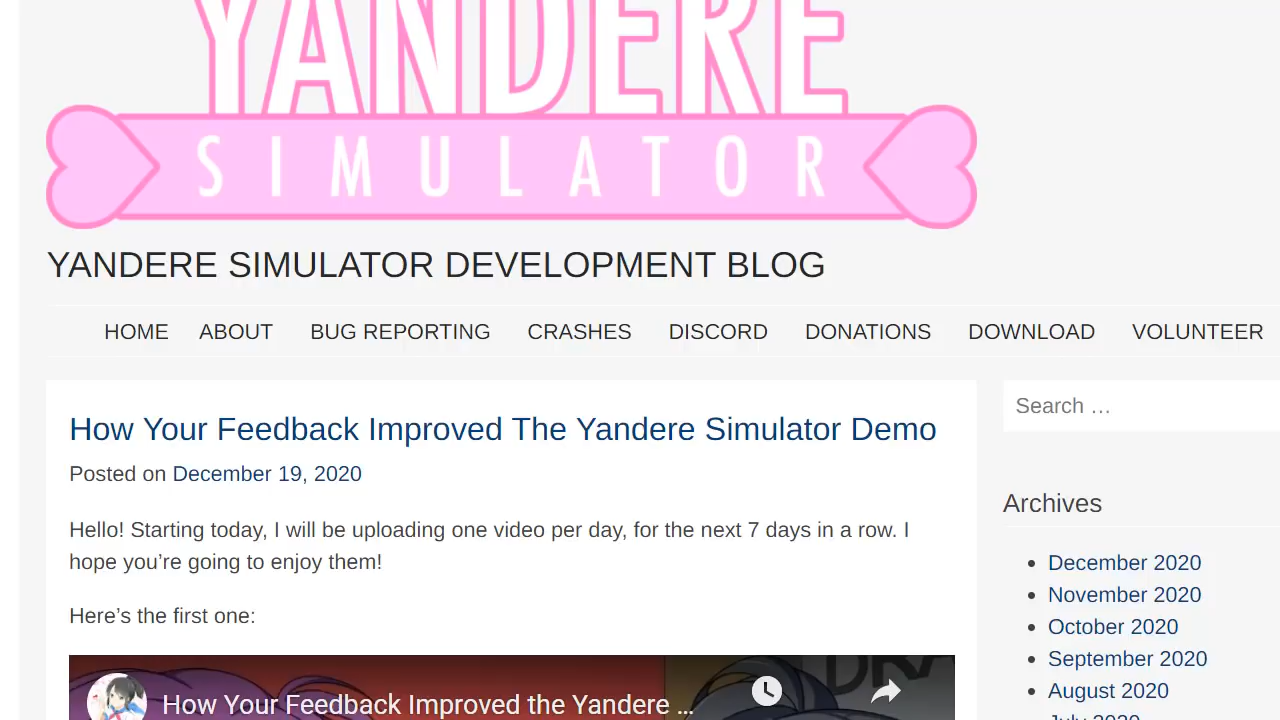 YANDERE
SIMULATOR
YANDERE SIMULATOR DEVELOPMENT BLOG
HOME ABOUT BUG REPORTING CRASHES DISCORD DONATIONS DOWNLOAD VOLUNTEER
How Your Feedback Improved The Yandere Simulator Demo
Posted on December 19, 2020
Hello! Starting today, I will be uploading one video per day, for the next 7 days in a row. I
hope you’re going to enjoy them!
Here’s the first one:
How Your Feedback Improved the Yandere ...
DRA
Search …
Archives
December 2020
November 2020
October 2020
September 2020
August 2020
July 2020